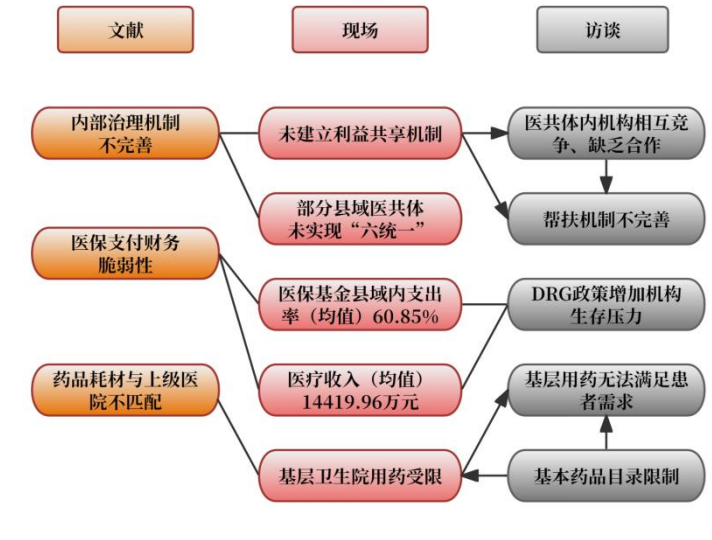 文献
现场
访谈
内部治理机制
不完善
未建立利益共享机制
医共体内机构相互竞
争、缺乏合作
部分县域医共体
未实现“六统一”
帮扶机制不完善
医保支付财务
脆弱性
医保基金县域内支出
率（均值）60.85%
DRG政策增加机构
生存压力
药品耗材与上级医
院不匹配
医疗收入（均值）
14419.96万元
基层用药无法满足患
者需求
基层卫生院用药受限
基本药品目录限制